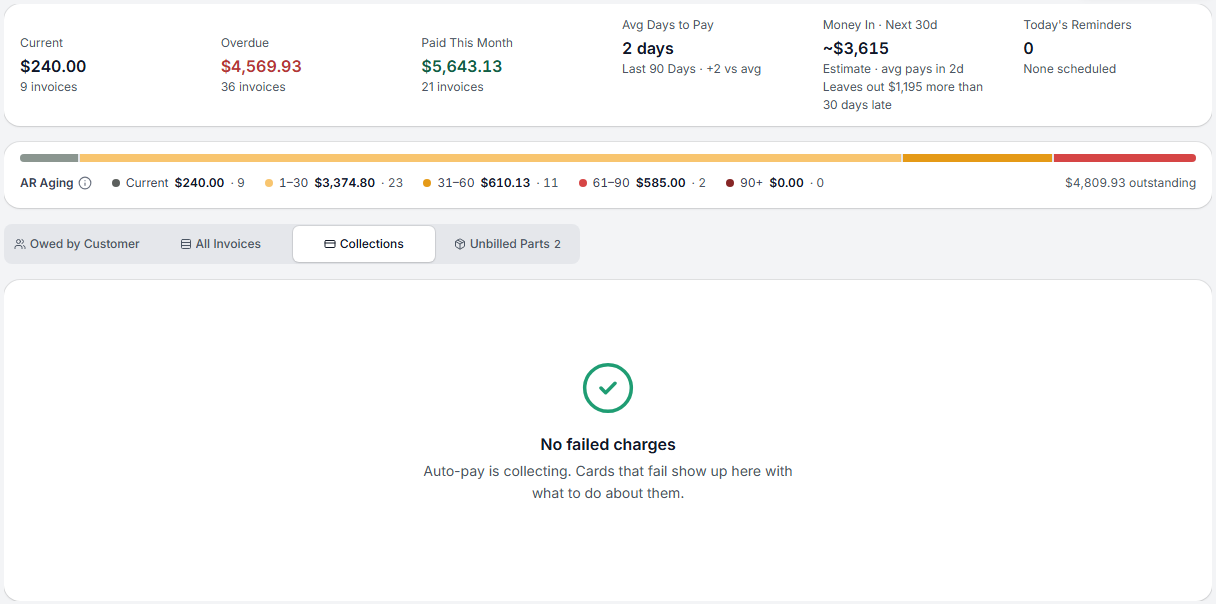 Current
$240.00
9 invoices
Overdue
$4,569.93
36 invoices
Paid This Month
$5,643.13
21 invoices
Avg Days to Pay
2 days
Last 90 Days · +2 vs avg
Money In · Next 30d
~$3,615
Estimate · avg pays in 2d
Leaves out $1,195 more than
30 days late
Today's Reminders
0
None scheduled
AR Aging Current $240.00 · 9 1–30 $3,374.80 · 23 31–60 $610.13 · 11 61–90 $585.00 · 2 90+ $0.00 · 0 $4,809.93 outstanding
Owed by Customer All Invoices Collections Unbilled Parts 2
No failed charges
Auto-pay is collecting. Cards that fail show up here with
what to do about them.